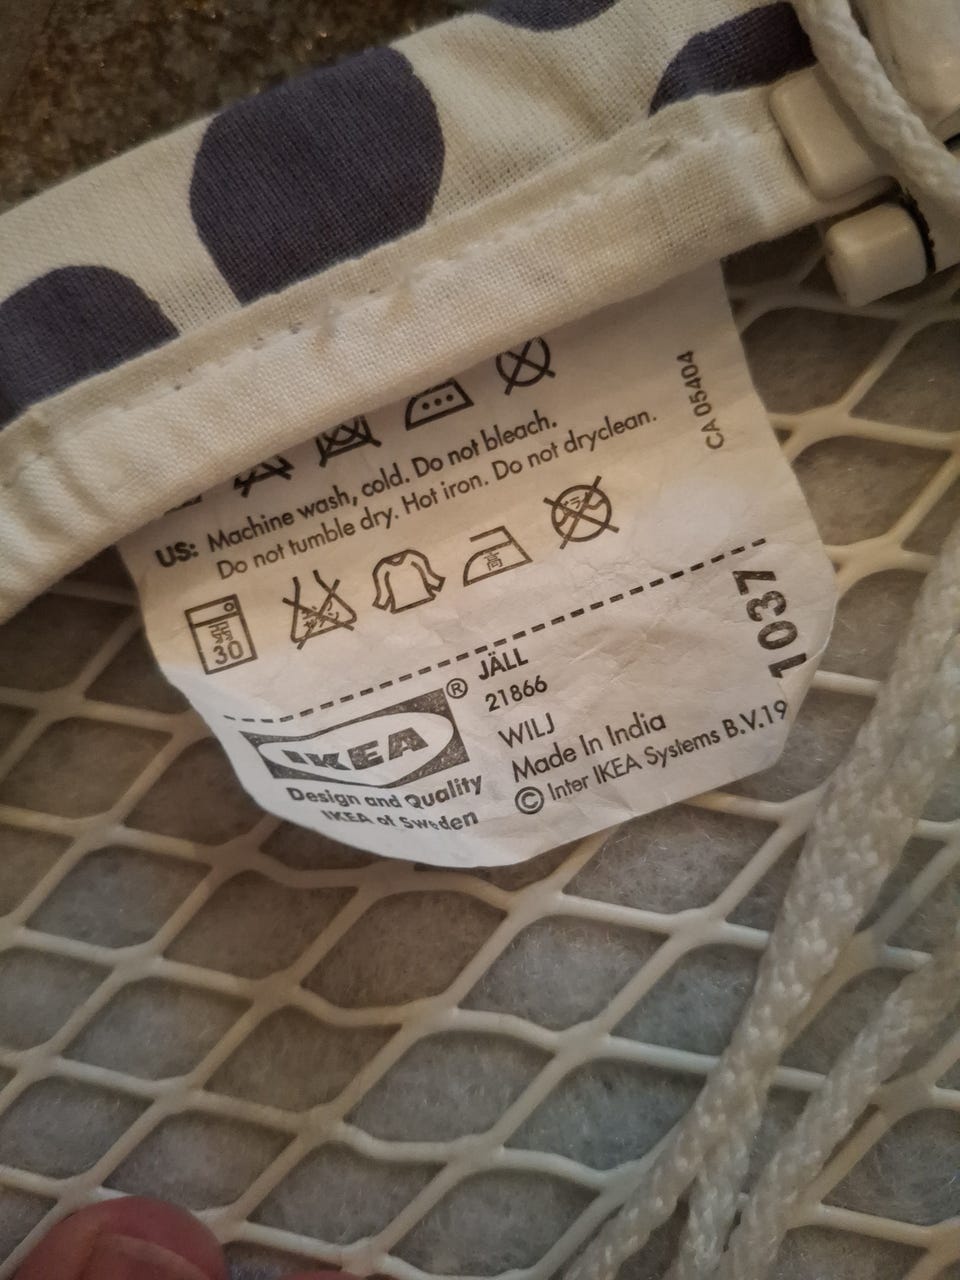 US: Machine wash, cold. Do not bleach.
Do not tumble dry. Hot iron. Do not dryclean.
CA 05404
30
高
IKEA®
Design and Quality
IKEA of Sweden
JÄLL
21866
WILJ
Made In India
© Inter IKEA Systems B.V.19
1037